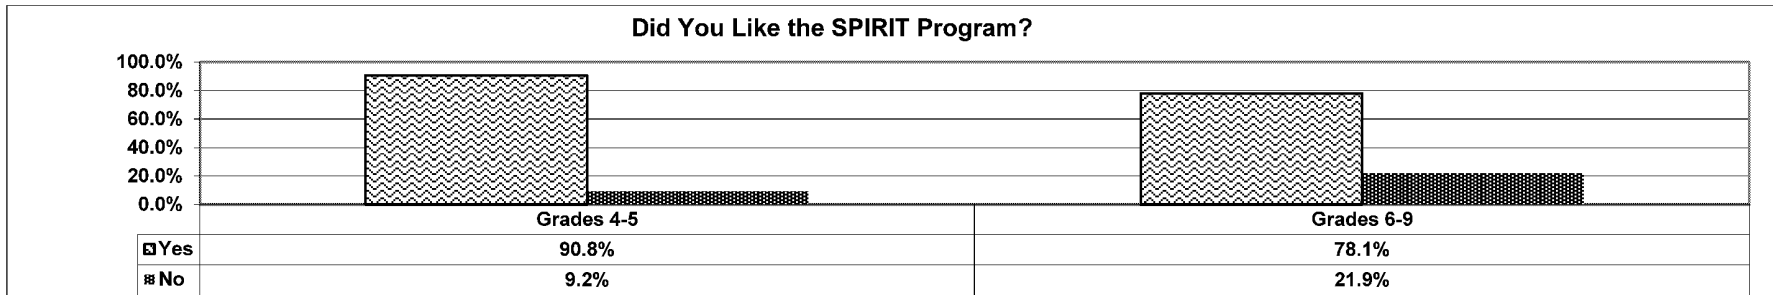 Did You Like the SPIRIT Program?
100.0%
80.0%
60.0%
40.0%
20.0%
0.0%
Grades 4-5 Grades 6-9
Yes 90.8% 78.1%
No 9.2% 21.9%